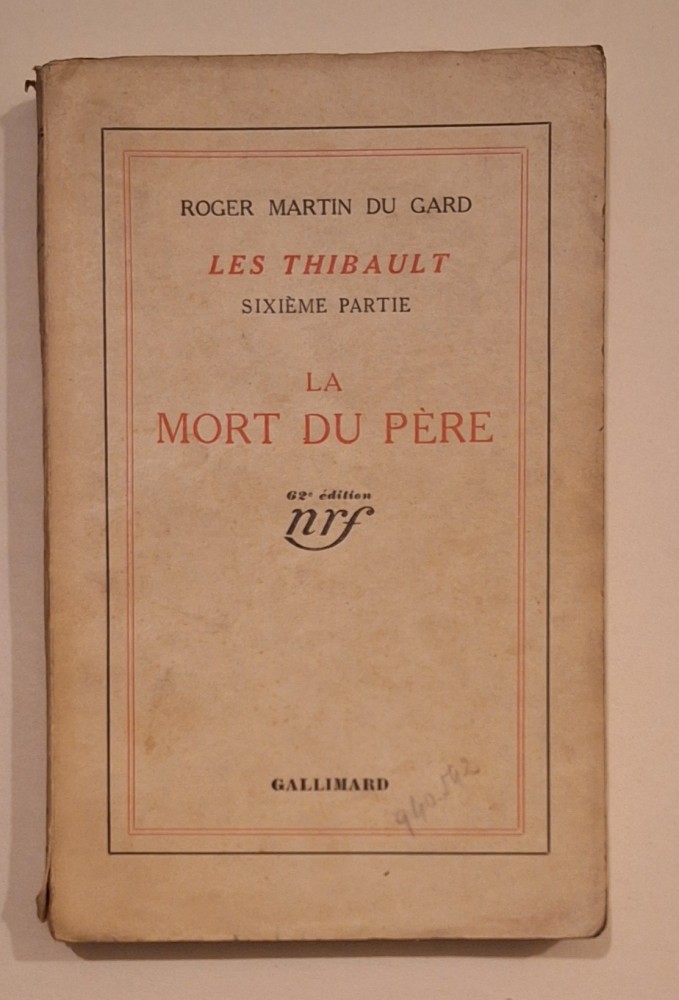 ROGER MARTIN DU GARD
LES THIBAULT
SIXIÈME PARTIE
LA
MORT DU PÈRE
62e édition
nrf
GALLIMARD